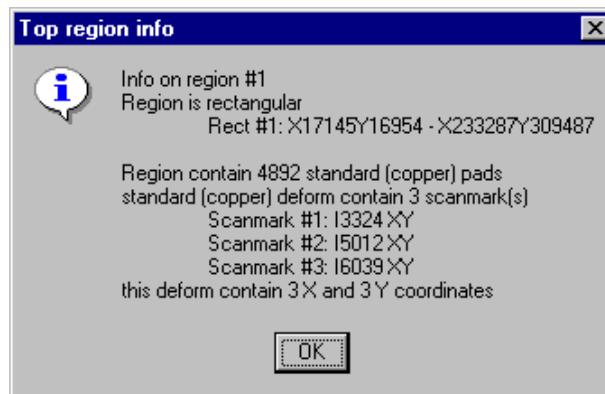 Top region info
Info on region #1
Region is rectangular
Rect #1: X17145Y16954 - X233287Y309487
Region contain 4892 standard (copper) pads
standard (copper) deform contain 3 scanmark(s)
Scanmark #1: I3324 XY
Scanmark #2: I5012 XY
Scanmark #3: I6039 XY
this deform contain 3 X and 3 Y coordinates
OK